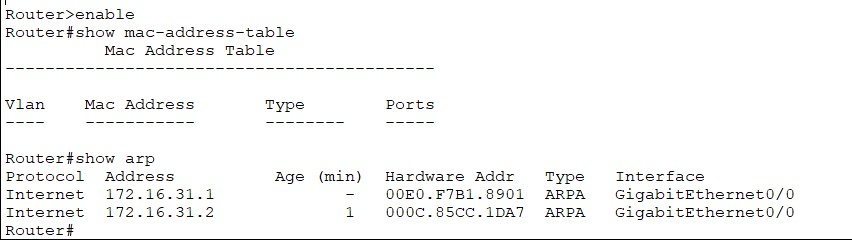 Router>enable
Router#show mac-address-table
Mac Address Table
-------------------------------------------
Vlan    Mac Address       Type        Ports
----    -----------       --------    -----
Router#show arp
Protocol  Address          Age (min)  Hardware Addr   Type   Interface
Internet  172.16.31.1             -   00E0.F7B1.8901  ARPA   GigabitEthernet0/0
Internet  172.16.31.2             1   000C.85CC.1DA7  ARPA   GigabitEthernet0/0
Router#